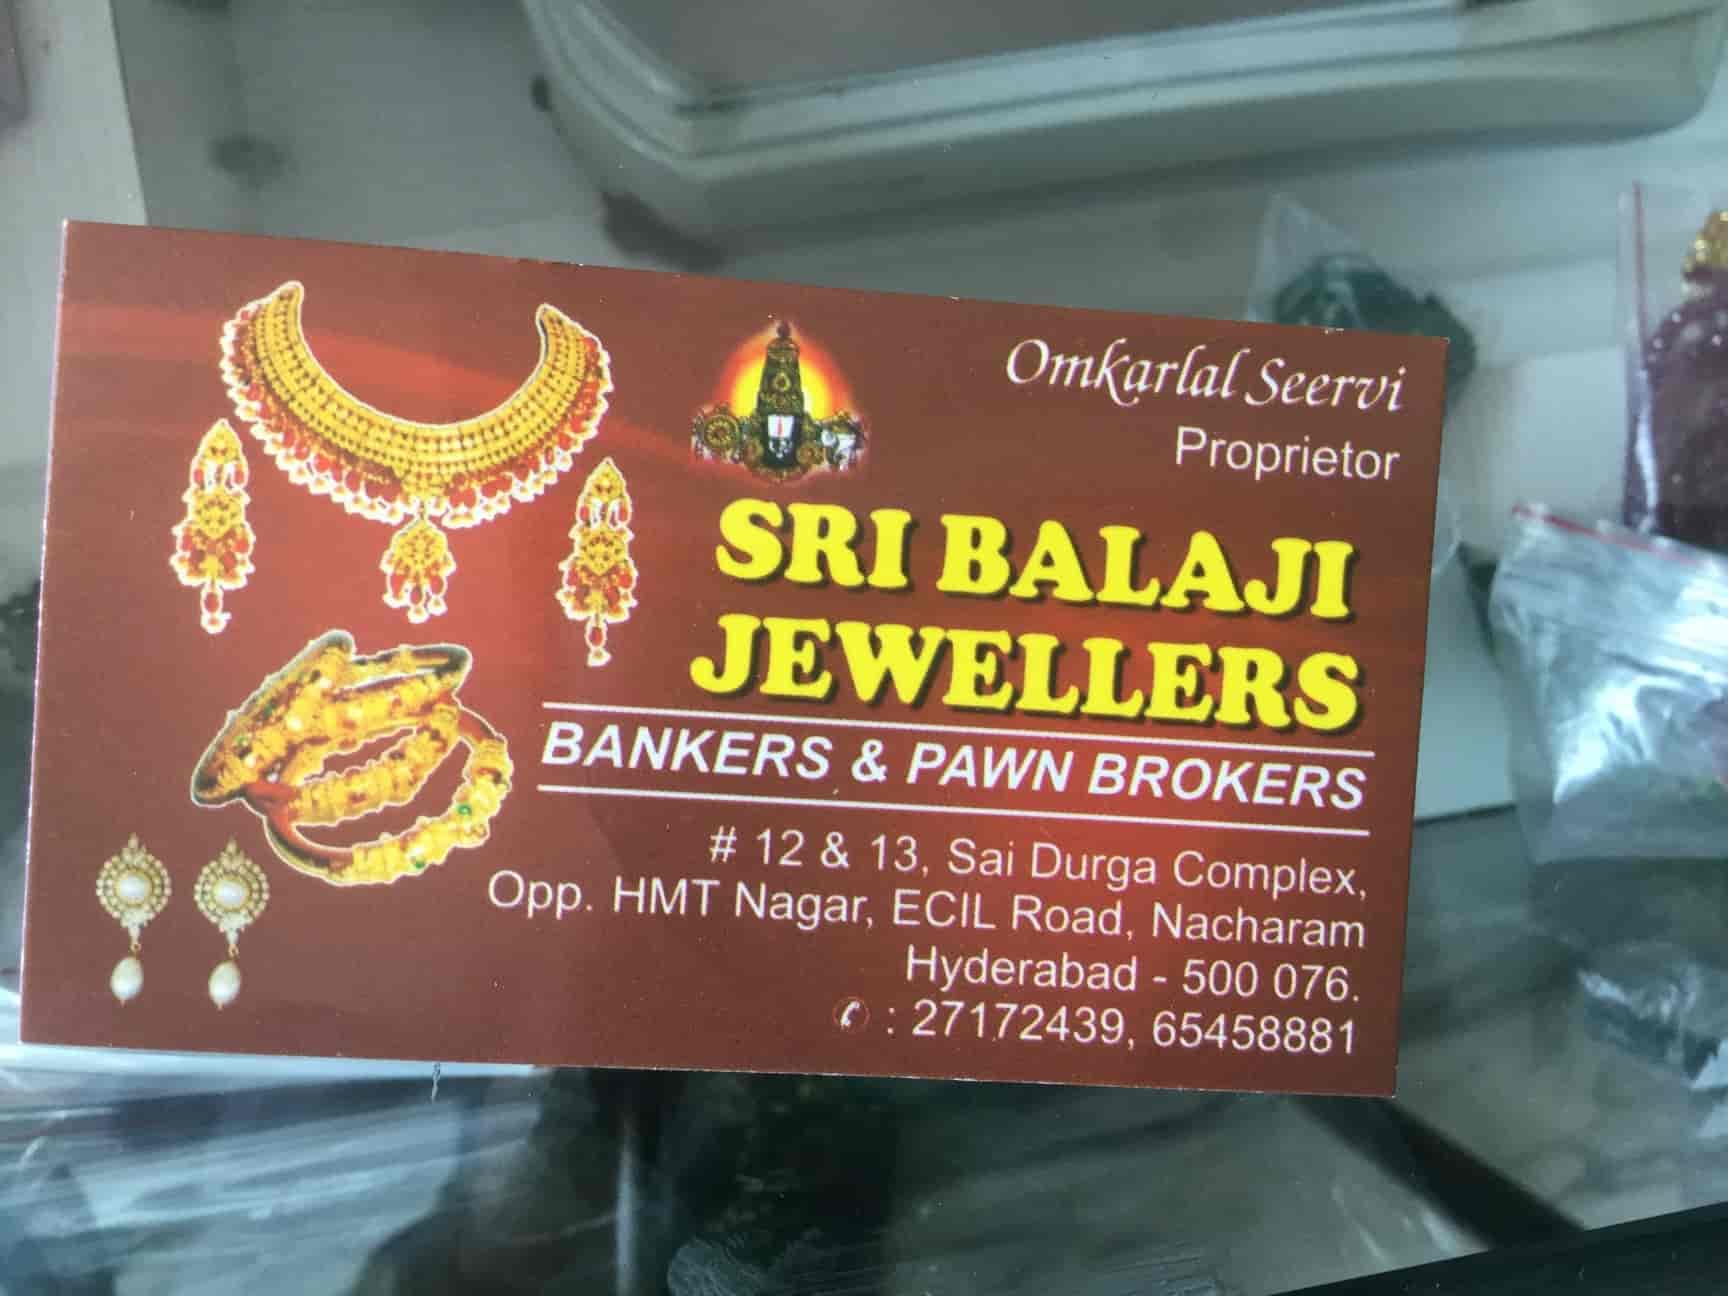 Omkarlal Seervi
Proprietor
SRI BALAJI
JEWELLERS
BANKERS & PAWN BROKERS
# 12 & 13, Sai Durga Complex,
Opp. HMT Nagar, ECIL Road, Nacharam
Hyderabad - 500 076.
: 27172439, 65458881